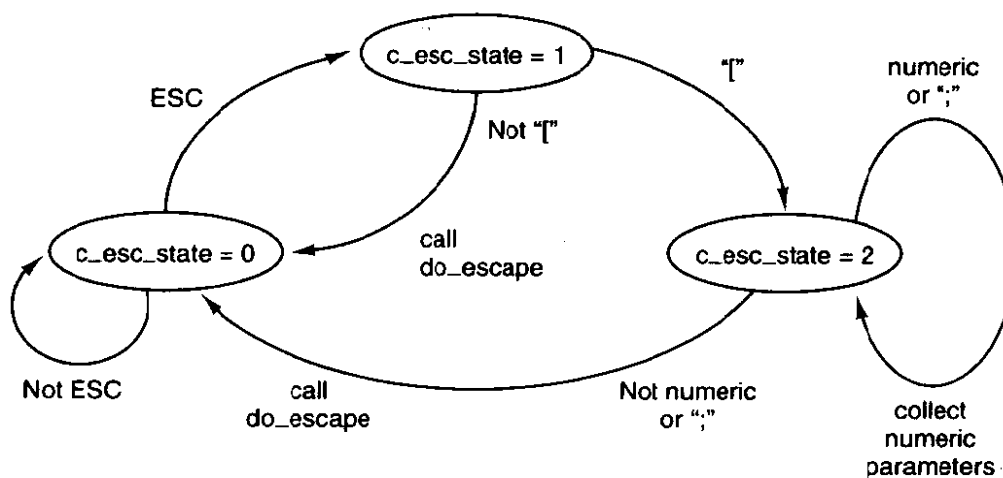 c_esc_state = 1
ESC
“[”
numeric
or “;”
Not “[”
c_esc_state = 0
call
do_escape
c_esc_state = 2
Not ESC
call
do_escape
Not numeric
or “;”
collect
numeric
parameters